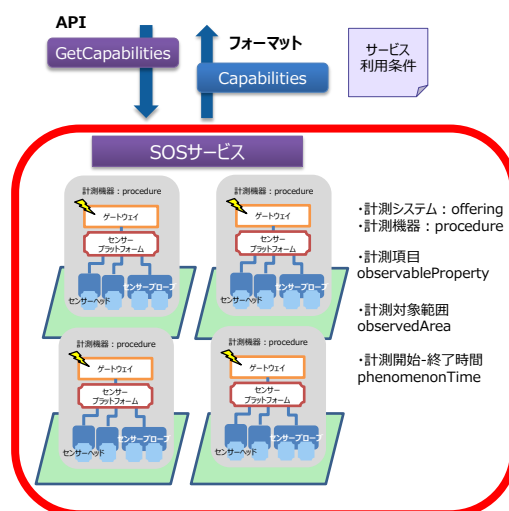 API
GetCapabilities
フォーマット
Capabilities
サービス
利用条件
SOSサービス
計測機器：procedure
ゲートウェイ
センサー
プラットフォーム
センサープローブ
センサーヘッド
計測機器：procedure
ゲートウェイ
センサー
プラットフォーム
センサープローブ
センサーヘッド
計測機器：procedure
ゲートウェイ
センサー
プラットフォーム
センサープローブ
センサーヘッド
計測機器：procedure
ゲートウェイ
センサー
プラットフォーム
センサープローブ
センサーヘッド
・計測システム：offering
・計測機器：procedure
・計測項目
observableProperty
・計測対象範囲
observedArea
・計測開始-終了時間
phenomenonTime